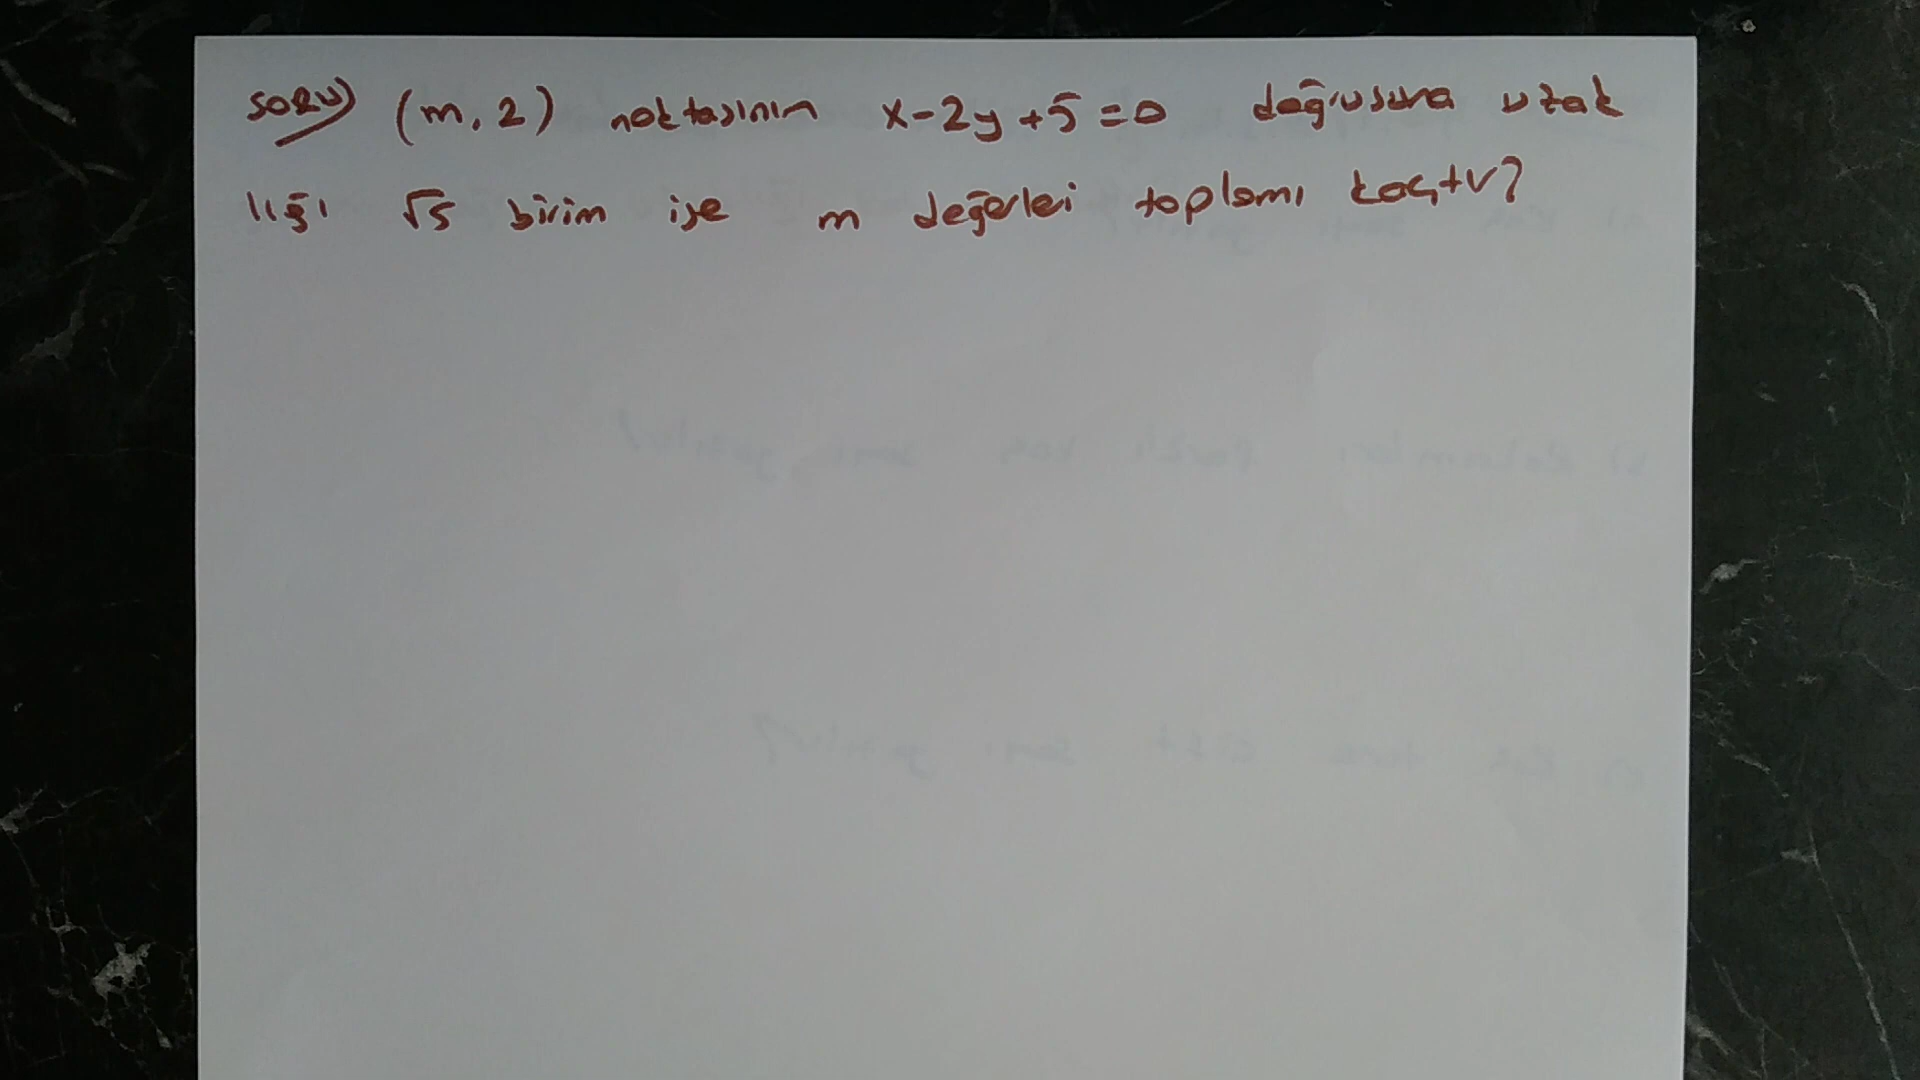 SORU) (m, 2) noktasının x-2y+5=0 doğrusuna uzak
lığı √5 birim ise m değerleri toplamı kaçtır?